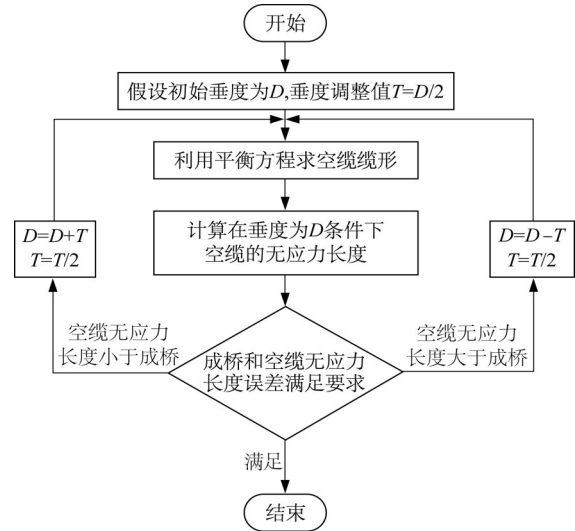 开始
假设初始垂度为D,垂度调整值T=D/2
利用平衡方程求空缆缆形
计算在垂度为D条件下
空缆的无应力长度
D=D+T
T=T/2
D=D-T
T=T/2
空缆无应力
长度小于成桥
空缆无应力
长度大于成桥
成桥和空缆无应力
长度误差满足要求
满足
结束